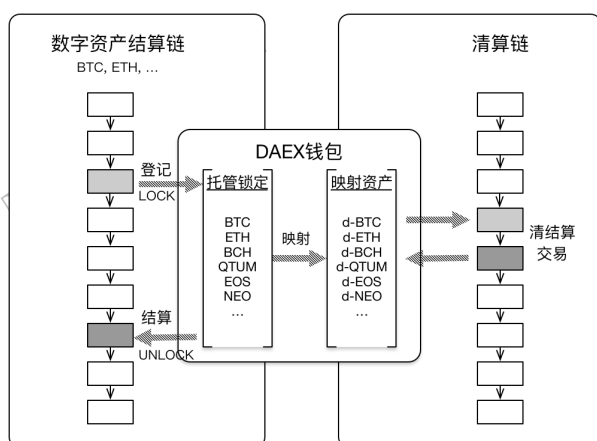 数字资产结算链
BTC, ETH, ...
清算链
DAEX钱包
登记
LOCK
托管锁定
BTC
ETH
BCH
QTUM
EOS
NEO
...
映射
映射资产
d-BTC
d-ETH
d-BCH
d-QTUM
d-EOS
d-NEO
...
清结算
交易
结算
UNLOCK